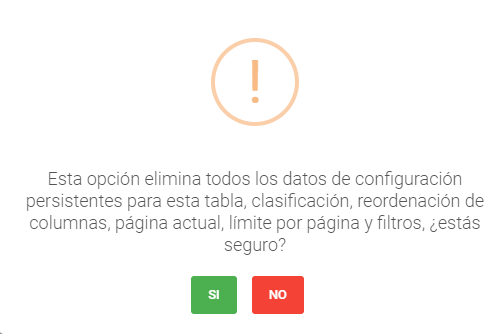 !
Esta opción elimina todos los datos de configuración
persistentes para esta tabla, clasificación, reordenación de
columnas, página actual, límite por página y filtros, ¿estás
seguro?
SI NO